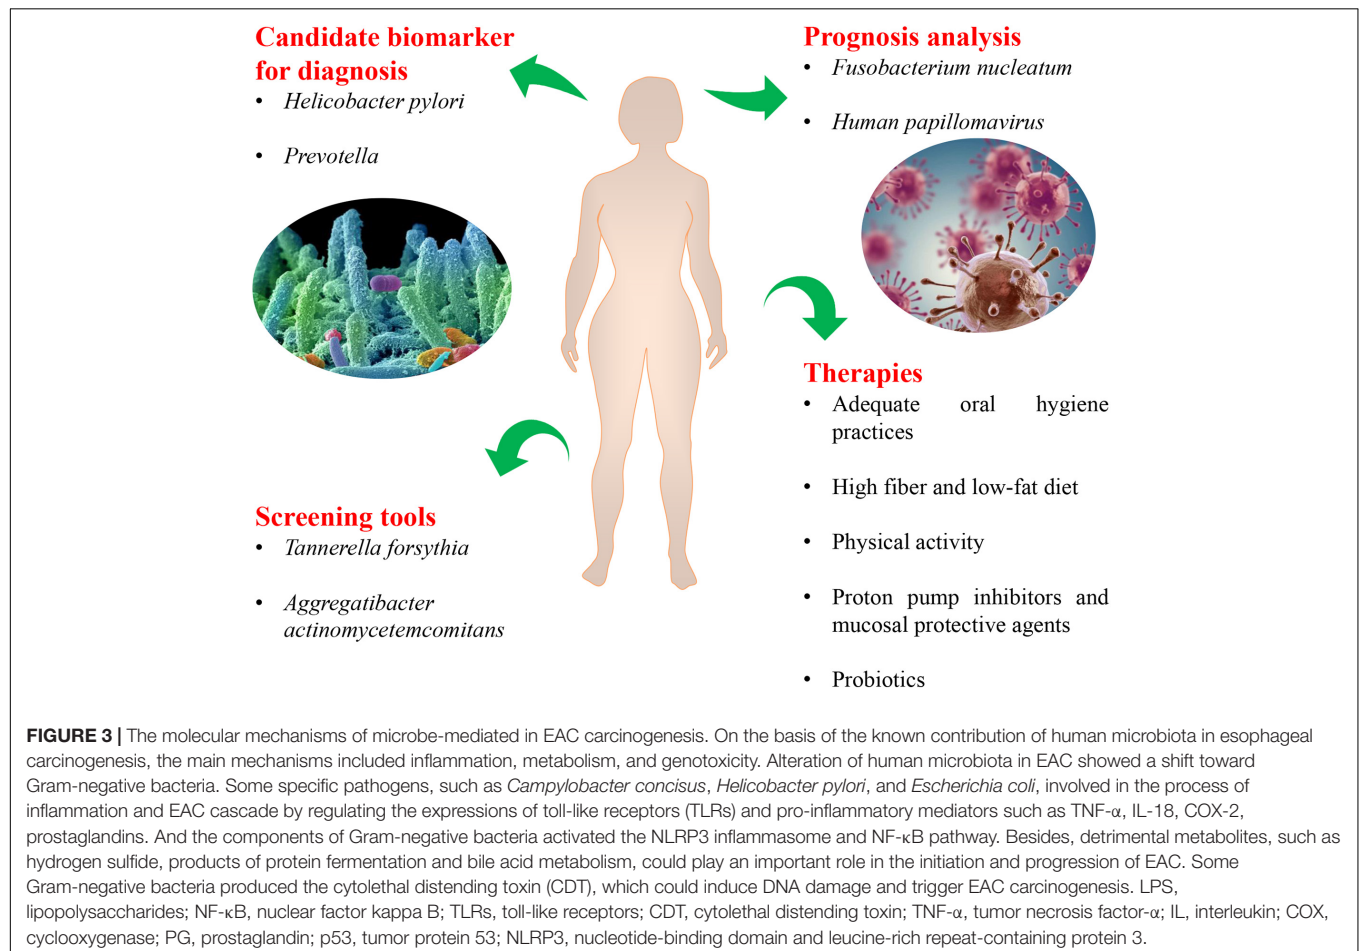 Candidate biomarker
for diagnosis
• Helicobacter pylori
• Prevotella
Prognosis analysis
• Fusobacterium nucleatum
• Human papillomavirus
Therapies
• Adequate oral hygiene
practices
• High fiber and low-fat diet
• Physical activity
• Proton pump inhibitors and
mucosal protective agents
• Probiotics
Screening tools
• Tannerella forsythia
• Aggregatibacter
actinomycetemcomitans
FIGURE 3 | The molecular mechanisms of microbe-mediated in EAC carcinogenesis. On the basis of the known contribution of human microbiota in esophageal
carcinogenesis, the main mechanisms included inflammation, metabolism, and genotoxicity. Alteration of human microbiota in EAC showed a shift toward
Gram-negative bacteria. Some specific pathogens, such as Campylobacter concisus, Helicobacter pylori, and Escherichia coli, involved in the process of
inflammation and EAC cascade by regulating the expressions of toll-like receptors (TLRs) and pro-inflammatory mediators such as TNF-α, IL-18, COX-2,
prostaglandins. And the components of Gram-negative bacteria activated the NLRP3 inflammasome and NF-κB pathway. Besides, detrimental metabolites, such as
hydrogen sulfide, products of protein fermentation and bile acid metabolism, could play an important role in the initiation and progression of EAC. Some
Gram-negative bacteria produced the cytolethal distending toxin (CDT), which could induce DNA damage and trigger EAC carcinogenesis. LPS,
lipopolysaccharides; NF-κB, nuclear factor kappa B; TLRs, toll-like receptors; CDT, cytolethal distending toxin; TNF-α, tumor necrosis factor-α; IL, interleukin; COX,
cyclooxygenase; PG, prostaglandin; p53, tumor protein 53; NLRP3, nucleotide-binding domain and leucine-rich repeat-containing protein 3.